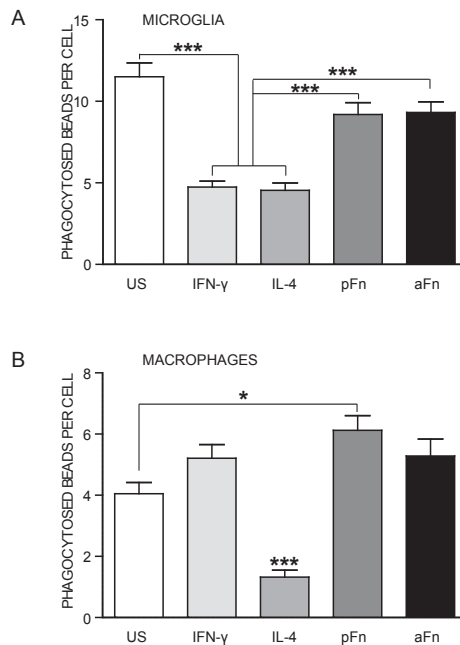 A MICROGLIA
PHAGOCYTOSED BEADS PER CELL
15
10
5
0
***
***
***
US IFN-γ IL-4 pFn aFn
B MACROPHAGES
PHAGOCYTOSED BEADS PER CELL
8
6
4
2
0
*
***
US IFN-γ IL-4 pFn aFn